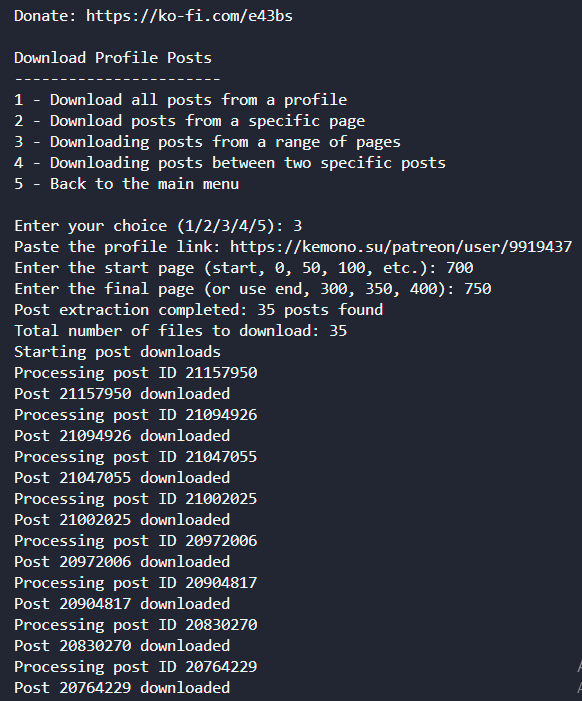 Donate: https://ko-fi.com/e43bs
Download Profile Posts
-----------------------
1 - Download all posts from a profile
2 - Download posts from a specific page
3 - Downloading posts from a range of pages
4 - Downloading posts between two specific posts
5 - Back to the main menu
Enter your choice (1/2/3/4/5): 3
Paste the profile link: https://kemono.su/patreon/user/9919437
Enter the start page (start, 0, 50, 100, etc.): 700
Enter the final page (or use end, 300, 350, 400): 750
Post extraction completed: 35 posts found
Total number of files to download: 35
Starting post downloads
Processing post ID 21157950
Post 21157950 downloaded
Processing post ID 21094926
Post 21094926 downloaded
Processing post ID 21047055
Post 21047055 downloaded
Processing post ID 21002025
Post 21002025 downloaded
Processing post ID 20972006
Post 20972006 downloaded
Processing post ID 20904817
Post 20904817 downloaded
Processing post ID 20830270
Post 20830270 downloaded
Processing post ID 20764229
Post 20764229 downloaded